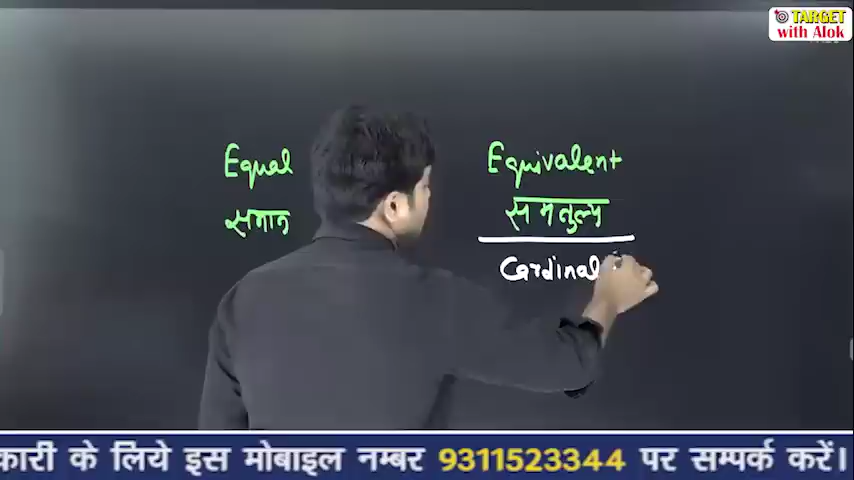 TARGET
with Alok
Equal
समान
Equivalent
समतुल्य
Cardinal
कारी के लिये इस मोबाइल नम्बर 9311523344 पर सम्पर्क करें।